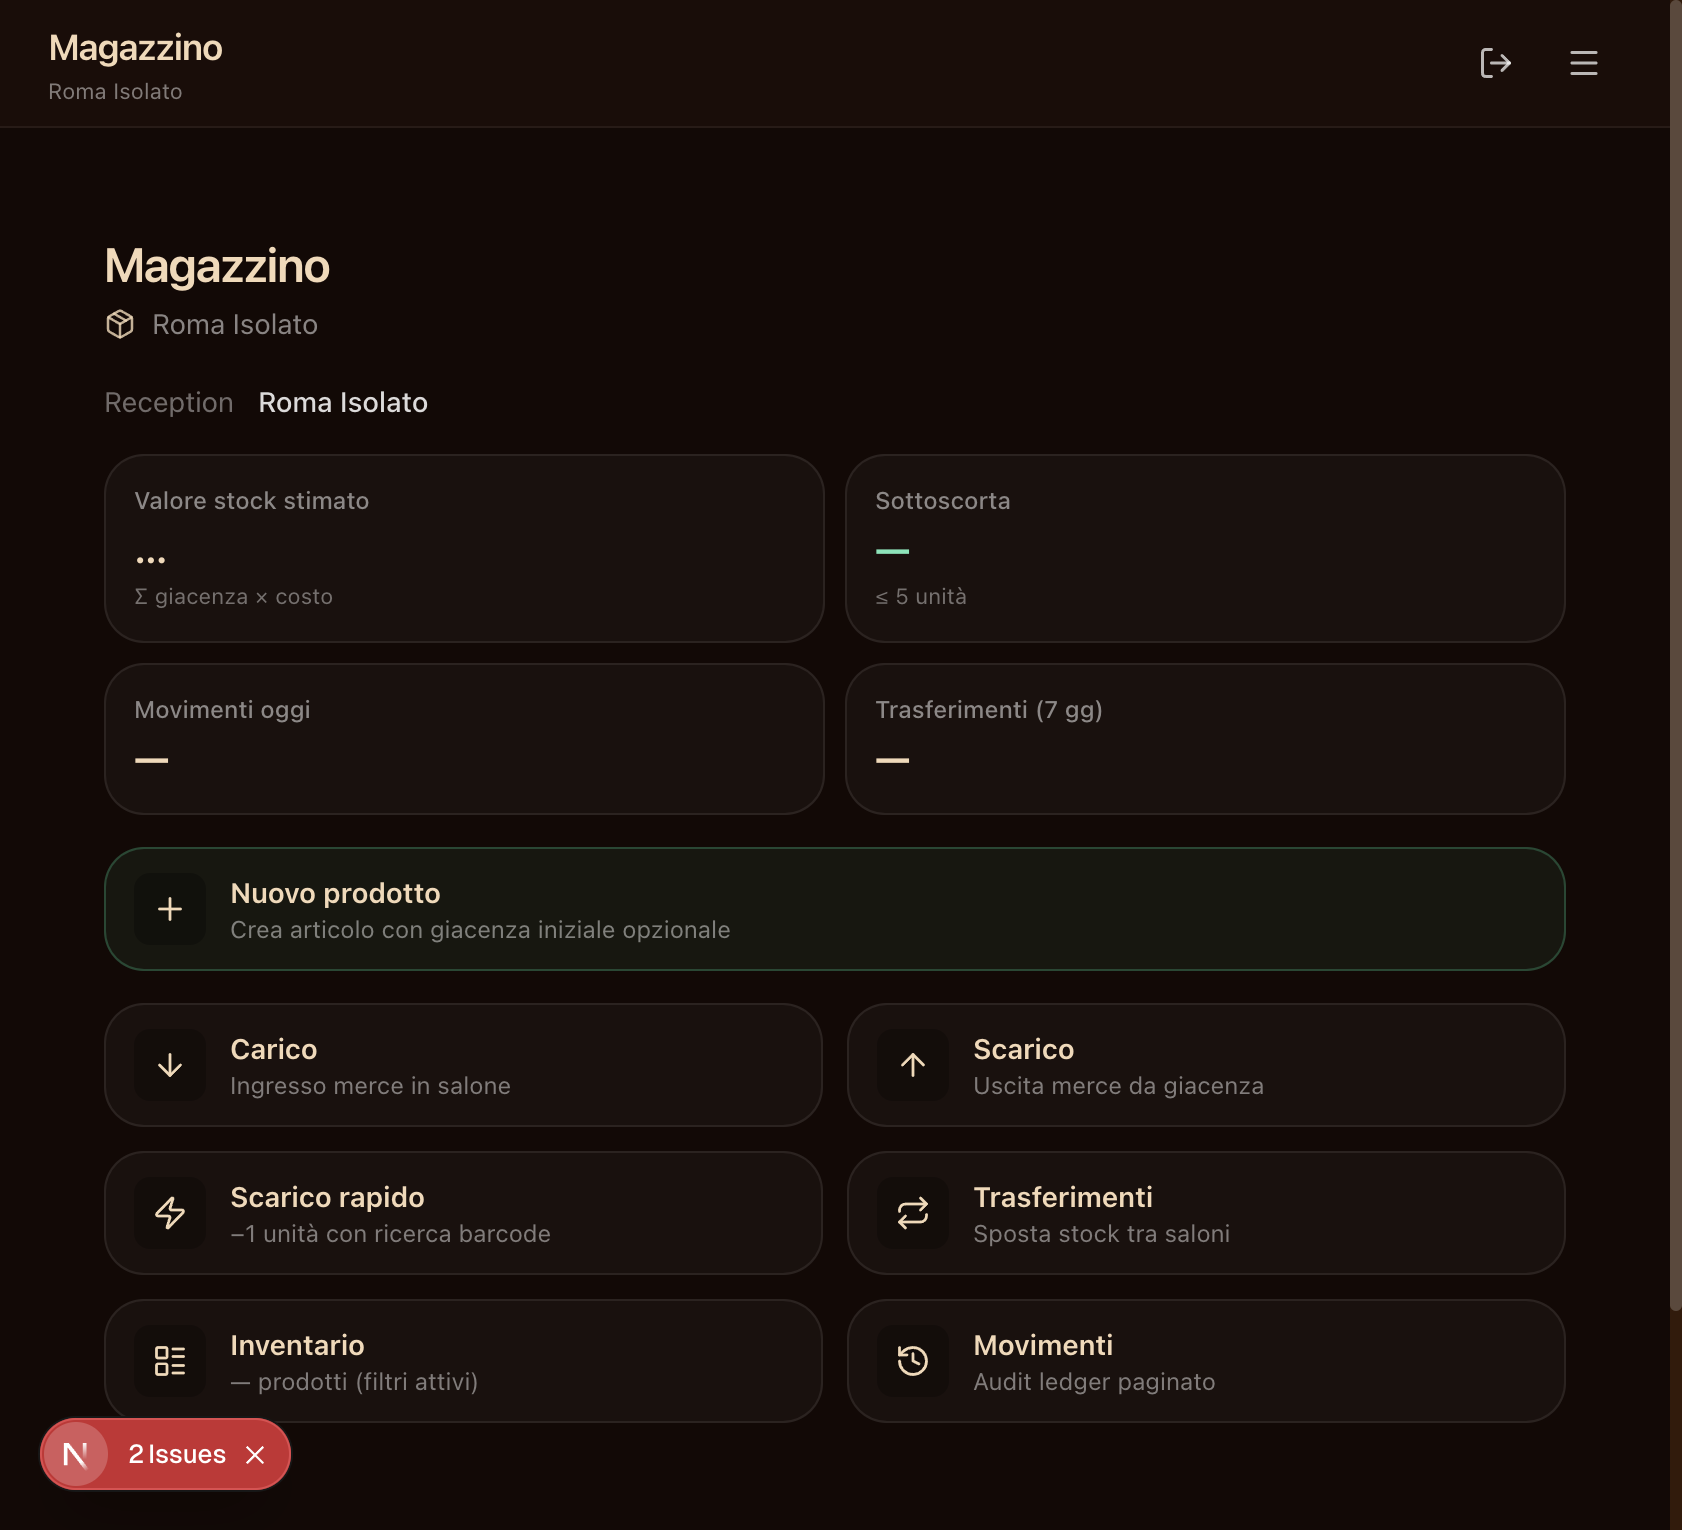 Magazzino
Roma Isolato
Magazzino
Roma Isolato
Reception Roma Isolato
Valore stock stimato
...
Σ giacenza × costo
Sottoscorta
—
≤ 5 unità
Movimenti oggi
—
Trasferimenti (7 gg)
—
Nuovo prodotto
Crea articolo con giacenza iniziale opzionale
Carico
Ingresso merce in salone
Scarico
Uscita merce da giacenza
Scarico rapido
−1 unità con ricerca barcode
Trasferimenti
Sposta stock tra saloni
Inventario
— prodotti (filtri attivi)
Movimenti
Audit ledger paginato
N 2 Issues